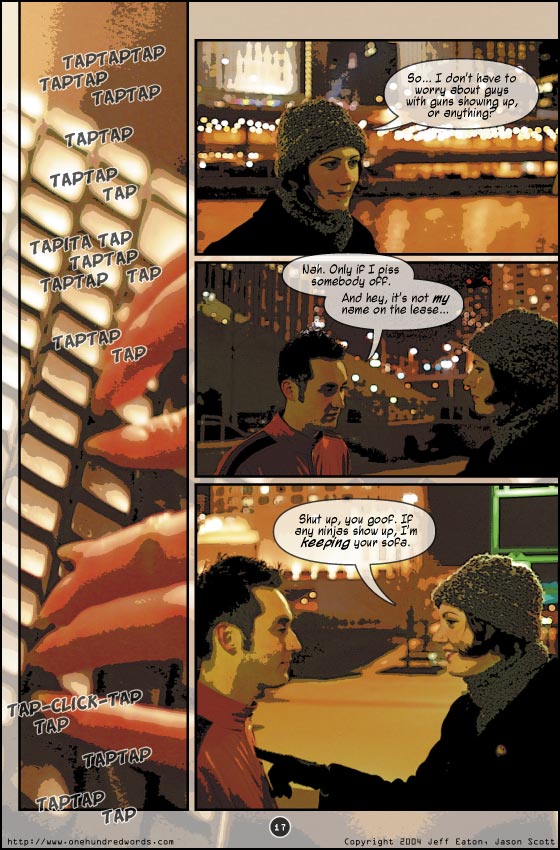 TAPTAPTAP
TAPTAP
TAPTAP
TAPTAP
TAPTAP
TAP
TAPITA TAP
TAPTAP
TAPTAP TAP
TAPTAP
TAP
TAP-CLICK-TAP
TAP
TAPTAP
TAPTAP
TAP
So... I don't have to
worry about guys
with guns showing up,
or anything?
Nah. Only if I piss
somebody off.
And hey, it's not my
name on the lease...
Shut up, you goof. If
any ninjas show up, I'm
keeping your sofa.
17
http://www.onehundredwords.com/
Copyright 2004 Jeff Eaton, Jason Scott